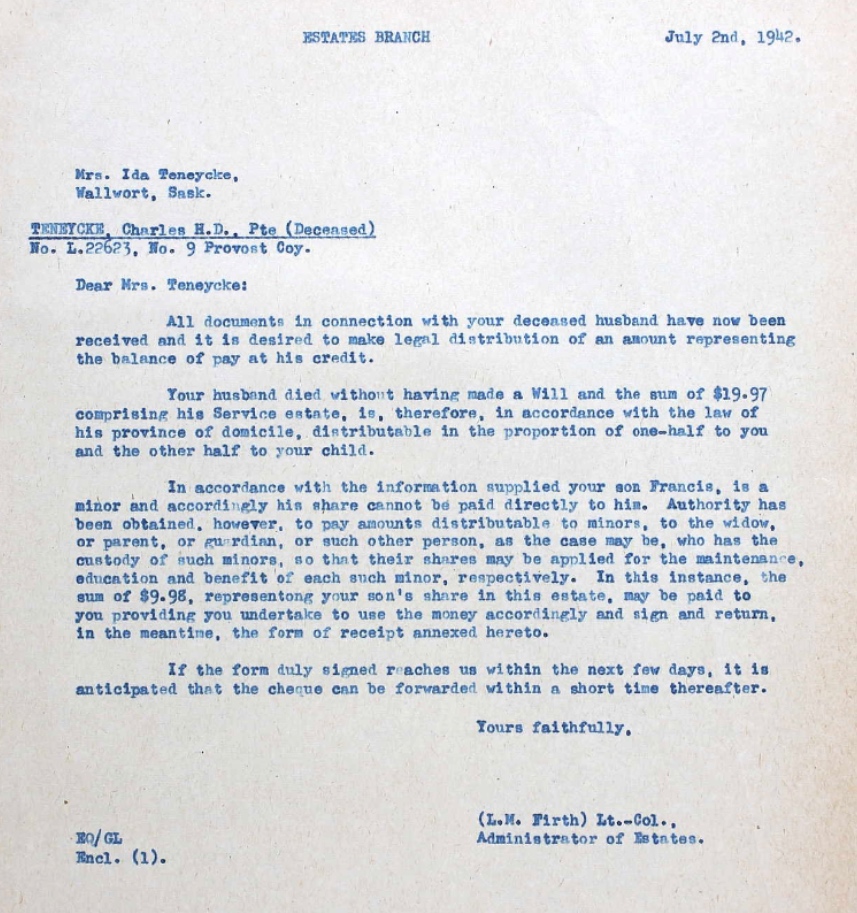 ESTATES BRANCH July 2nd, 1942.
Mrs. Ida Teneycke,
Wallwort, Sask.
TENEYCKE, Charles H.D., Pte (Deceased)
No. L.22623, No. 9 Provost Coy.
Dear Mrs. Teneycke:
All documents in connection with your deceased husband have now been
received and it is desired to make legal distribution of an amount representing
the balance of pay at his credit.
Your husband died without having made a Will and the sum of $19.97
comprising his Service estate, is, therefore, in accordance with the law of
his province of domicile, distributable in the proportion of one-half to you
and the other half to your child.
In accordance with the information supplied your son Francis, is a
minor and accordingly his share cannot be paid directly to him. Authority has
been obtained, however, to pay amounts distributable to minors, to the widow,
or parent, or guardian, or such other person, as the case may be, who has the
custody of such minors, so that their shares may be applied for the maintenance,
education and benefit of each such minor, respectively. In this instance, the
sum of $9.98, representong your son's share in this estate, may be paid to
you providing you undertake to use the money accordingly and sign and return,
in the meantime, the form of receipt annexed hereto.
If the form duly signed reaches us within the next few days, it is
anticipated that the cheque can be forwarded within a short time thereafter.
Yours faithfully,
(L.M. Firth) Lt.-Col.,
Administrator of Estates.
EQ/GL
Encl. (1).